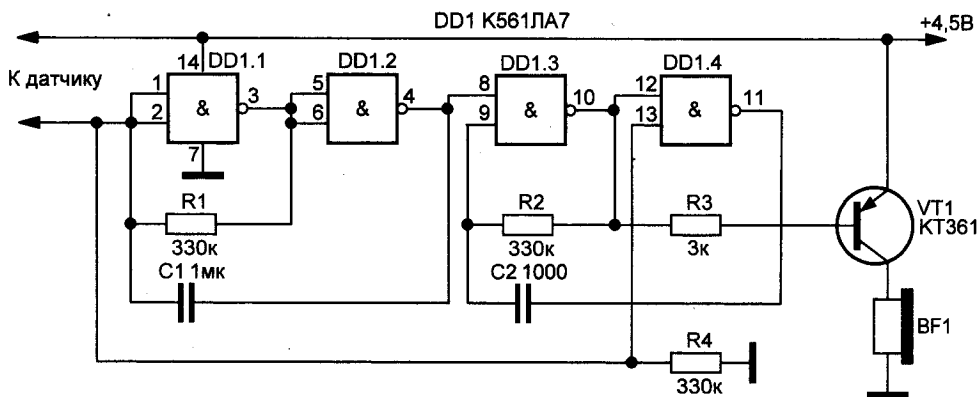 DD1 К561ЛА7
+4,5В
К датчику
14
DD1.1
DD1.2
DD1.3
DD1.4
1
2
&
3
7
5
6
&
4
8
9
&
10
12
13
&
11
R1
330к
C1 1мк
R2
330к
C2 1000
R3
3к
VT1
КТ361
BF1
R4
330к